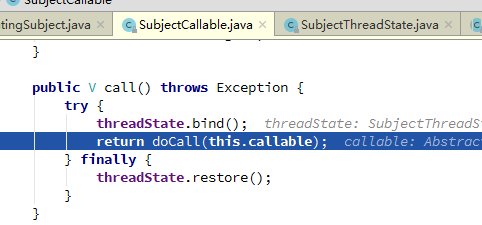 SubjectCallable
tingSubject.java × SubjectCallable.java × SubjectThreadState.java ×
}
public V call() throws Exception {
try {
threadState.bind(); threadState: SubjectThreadS
return doCall(this.callable); callable: Abstrac
} finally {
threadState.restore();
}
}